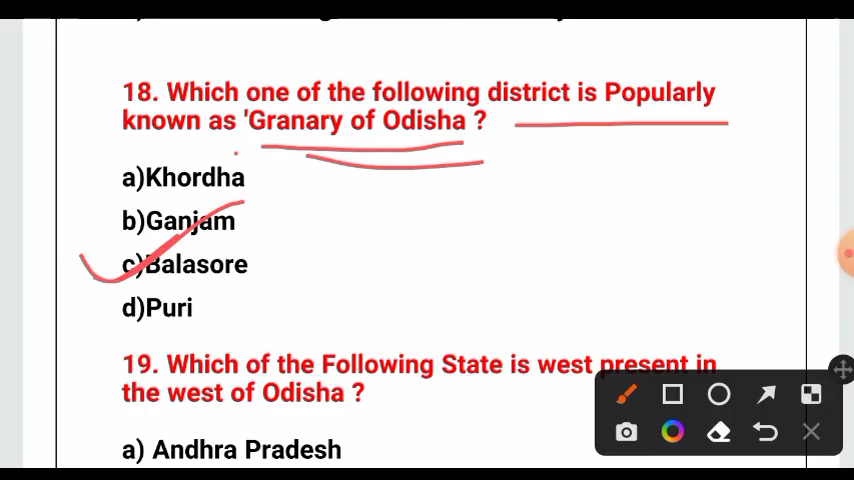 18. Which one of the following district is Popularly
known as 'Granary of Odisha ?
a)Khordha
b)Ganjam
c)Balasore
d)Puri
19. Which of the Following State is west present in
the west of Odisha ?
a) Andhra Pradesh